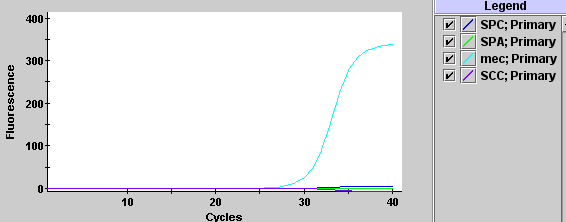 400
300
200
100
0
Fluorescence
10
20
30
40
Cycles
Legend
SPC; Primary
SPA; Primary
mec; Primary
SCC; Primary